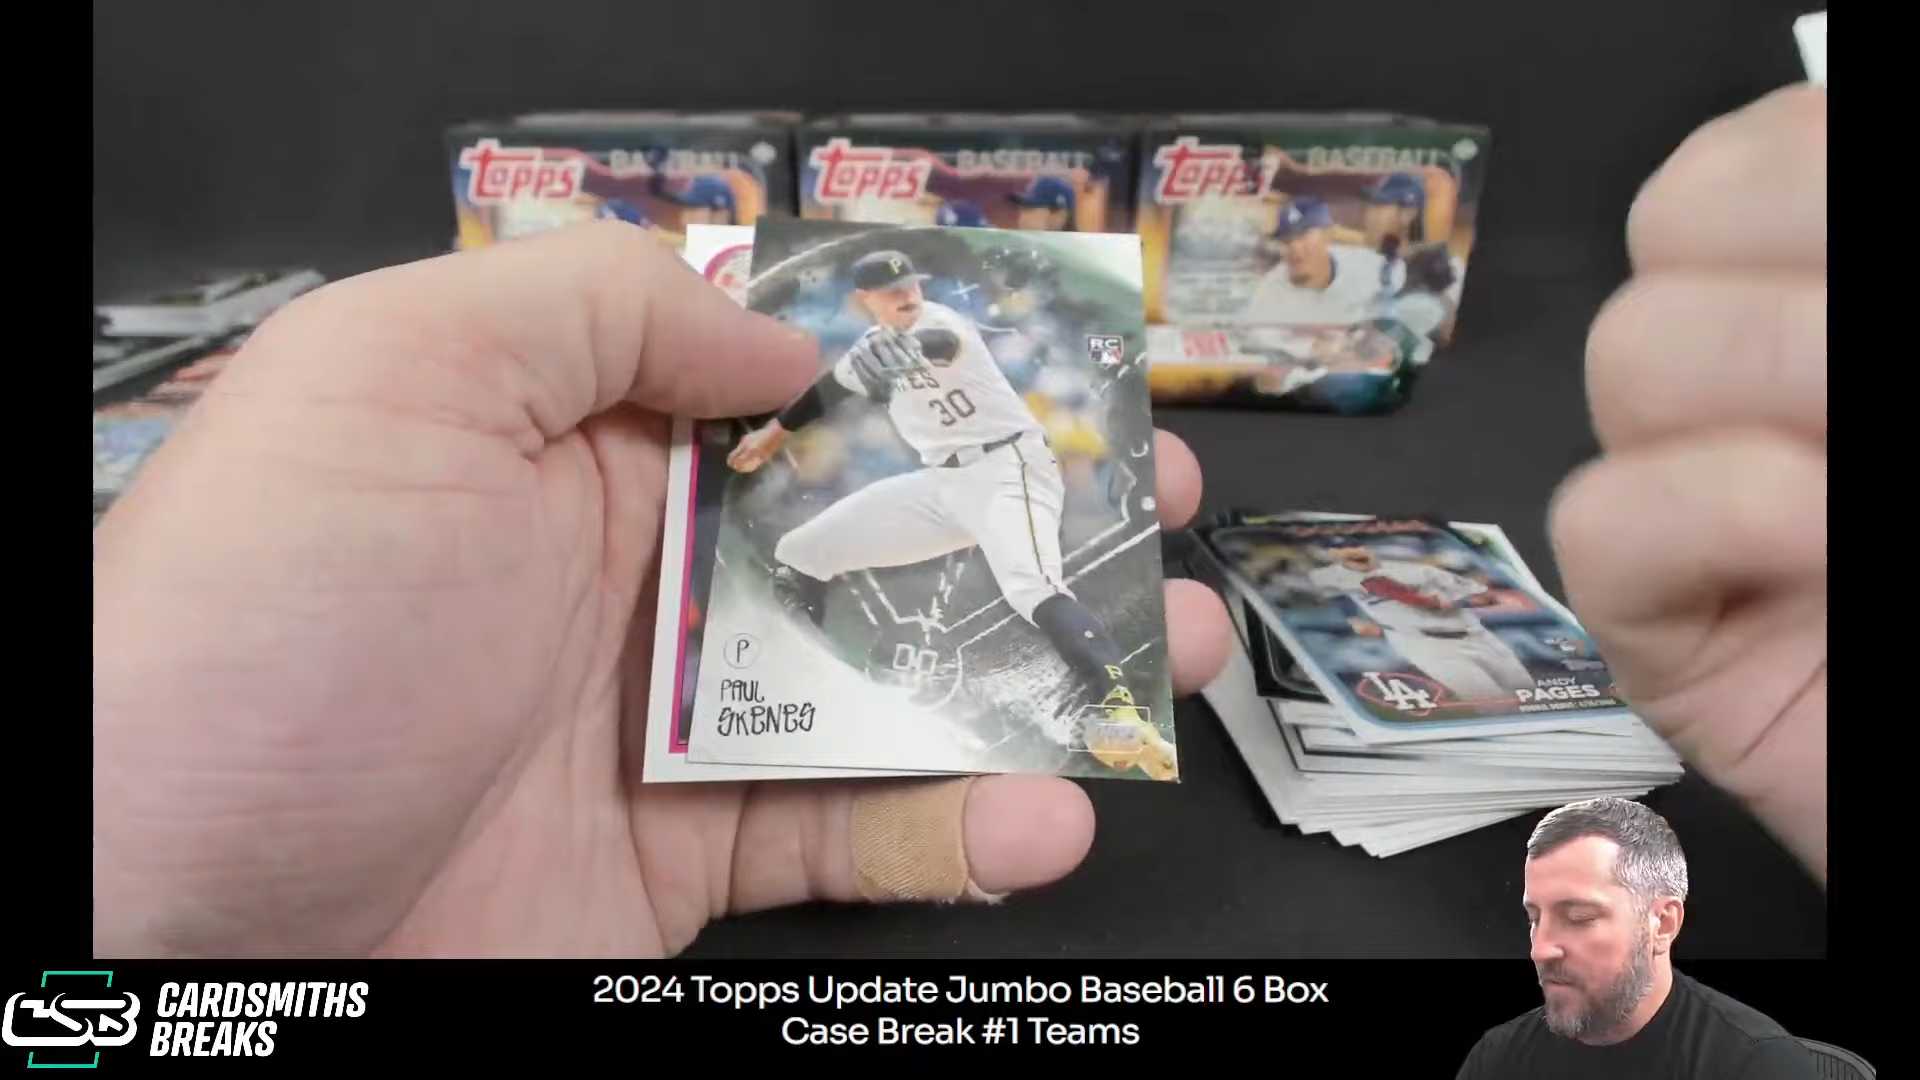 Topps BASEBALL
Topps BASEBALL
Topps BASEBALL
P
RC
30
P
PAUL
SKENES
LA
ANDY
PAGES
CSB
CARDSMITHS
BREAKS
2024 Topps Update Jumbo Baseball 6 Box
Case Break #1 Teams